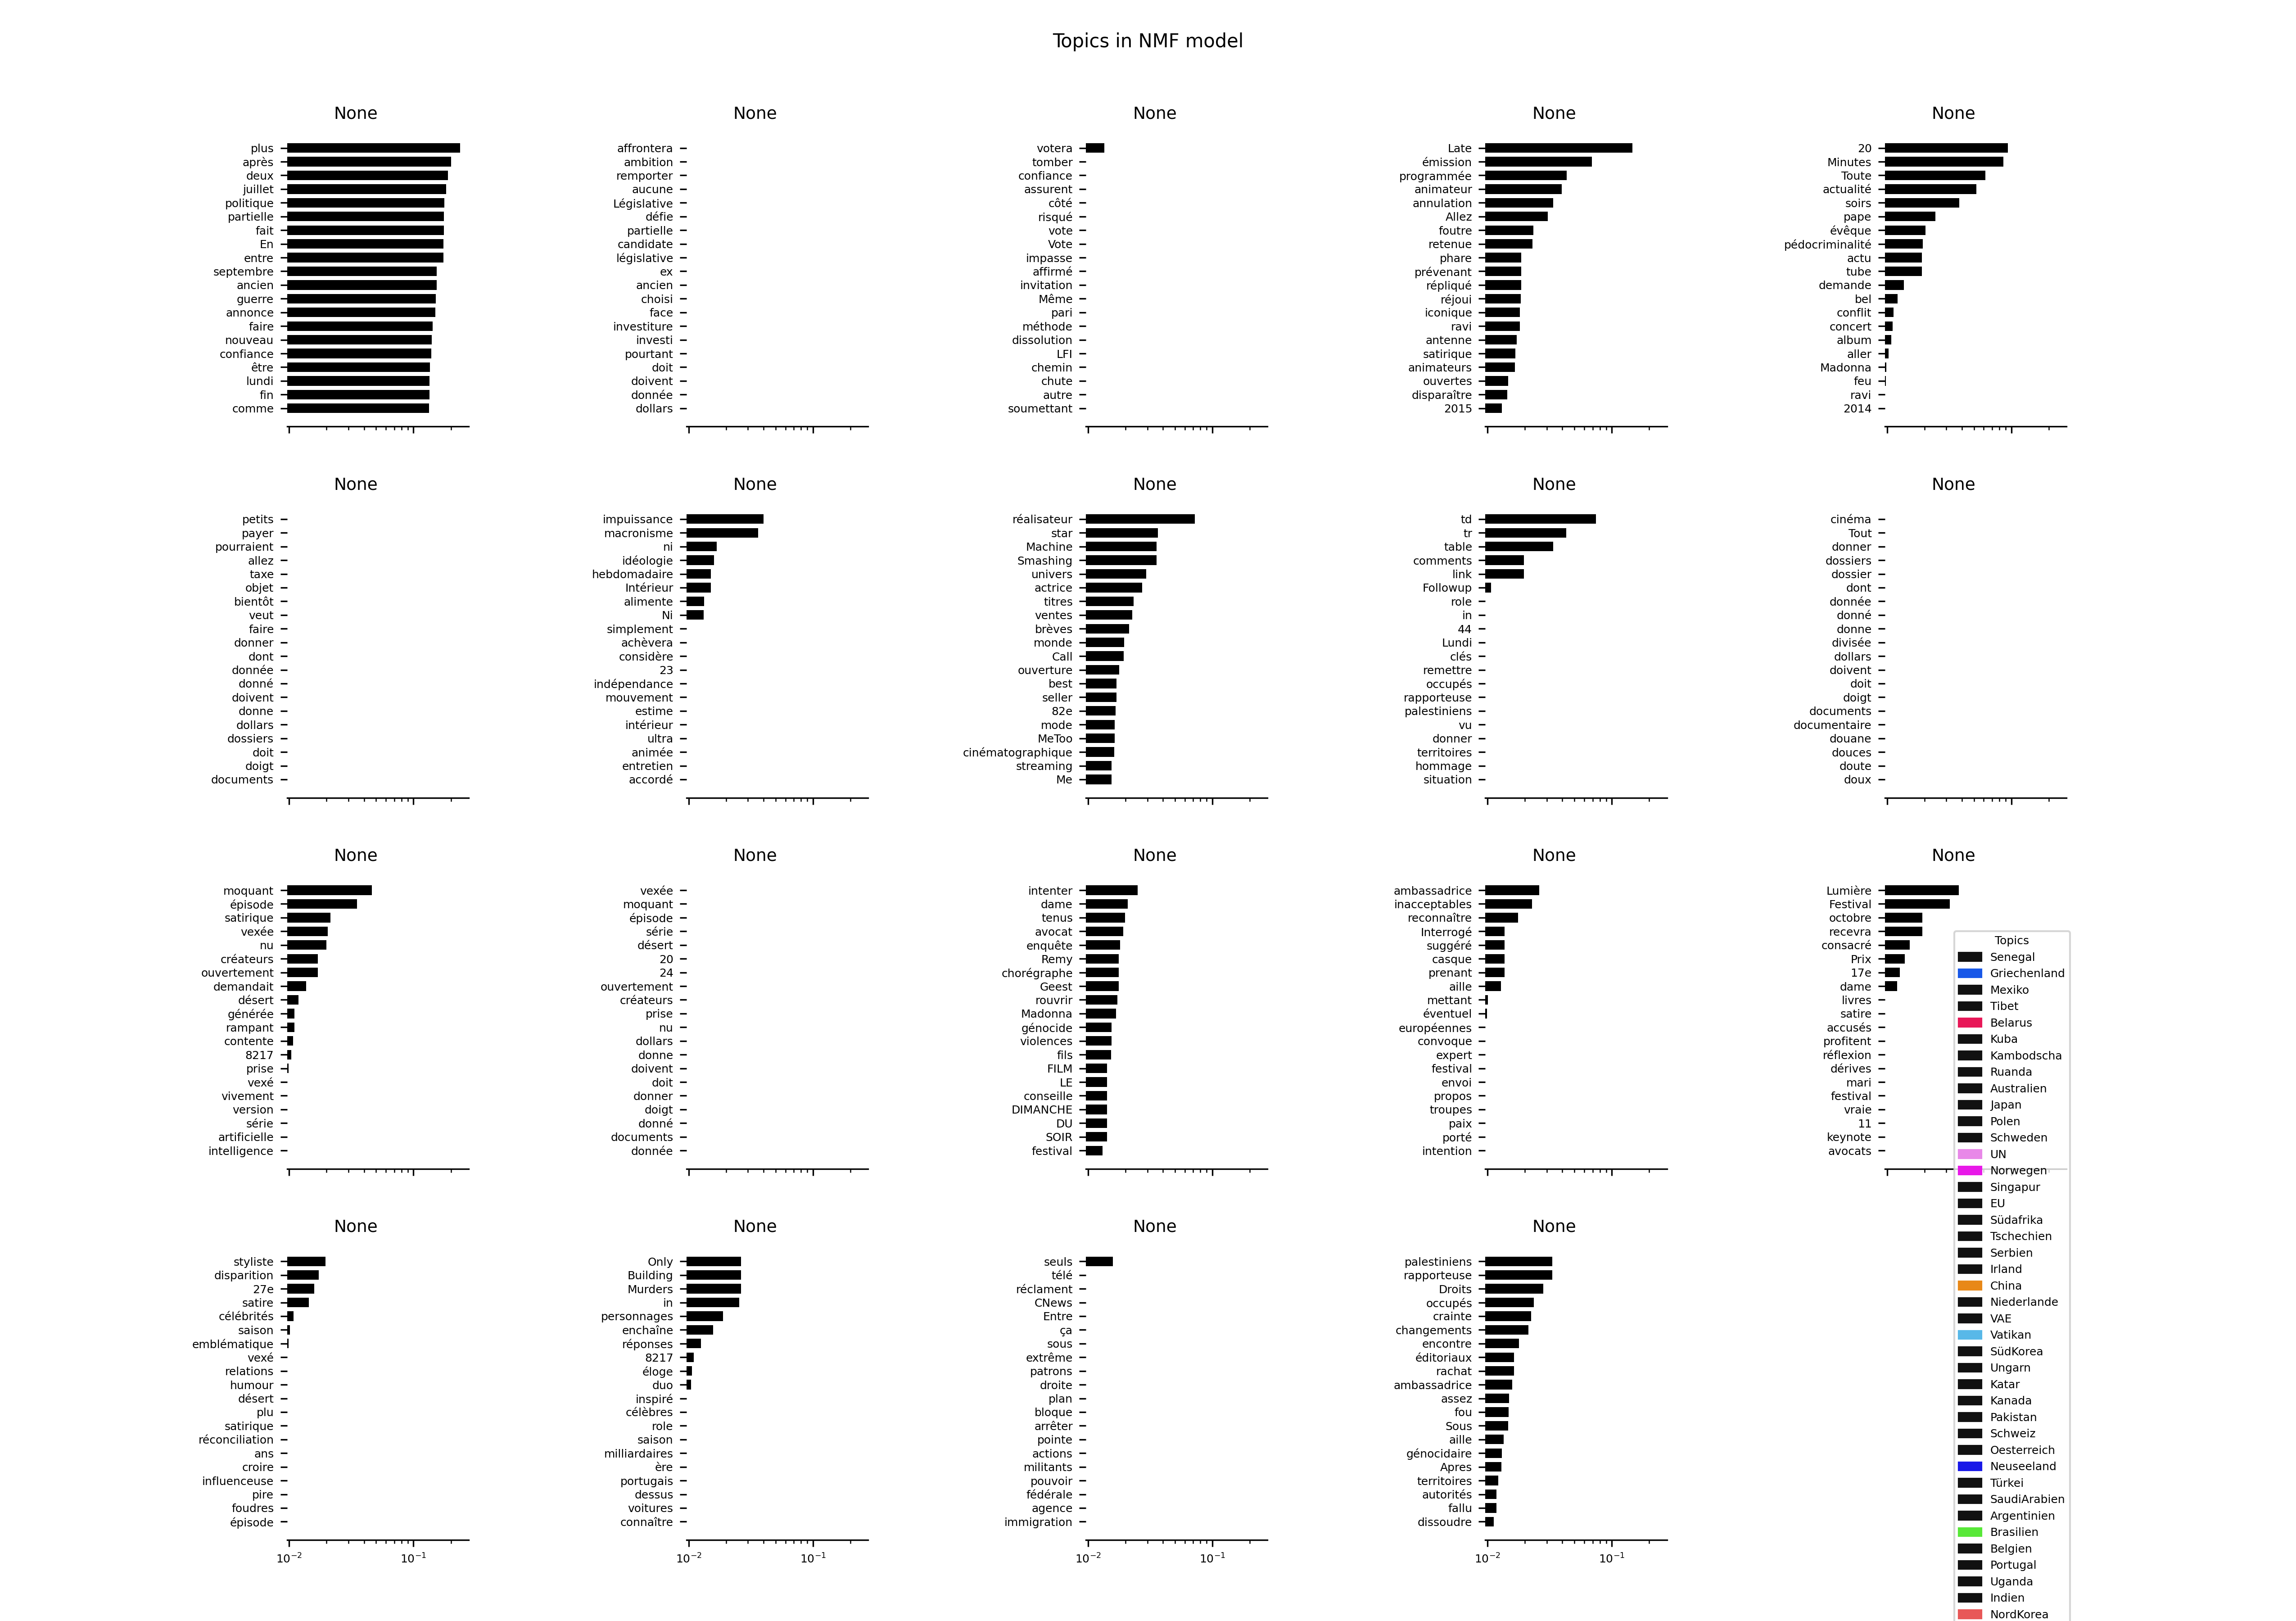 Topics in NMF model
None
plus
après
deux
juillet
politique
partielle
fait
En
entre
septembre
ancien
guerre
annonce
faire
nouveau
confiance
être
lundi
fin
comme
None
affrontera
ambition
remporter
aucune
Législative
défie
partielle
candidate
législative
ex
ancien
choisi
face
investiture
investi
pourtant
doit
doivent
donnée
dollars
None
votera
tomber
confiance
assurent
côté
risqué
vote
Vote
impasse
affirmé
invitation
Même
pari
méthode
dissolution
LFI
chemin
chute
autre
soumettant
None
Late
émission
programmée
animateur
annulation
Allez
foutre
retenue
phare
prévenant
répliqué
réjoui
iconique
ravi
antenne
satirique
animateurs
ouvertes
disparaître
2015
None
20
Minutes
Toute
actualité
soirs
pape
évêque
pédocriminalité
actu
tube
demande
bel
conflit
concert
album
aller
Madonna
feu
ravi
2014
None
petits
payer
pourraient
allez
taxe
objet
bientôt
veut
faire
donner
dont
donnée
donné
doivent
donne
dollars
dossiers
doit
doigt
documents
None
impuissance
macronisme
ni
idéologie
hebdomadaire
Intérieur
alimente
Ni
simplement
achèvera
considère
23
indépendance
mouvement
estime
intérieur
ultra
animée
entretien
accordé
None
réalisateur
star
Machine
Smashing
univers
actrice
titres
ventes
brèves
monde
Call
ouverture
best
seller
82e
mode
MeToo
cinématographique
streaming
Me
None
td
tr
table
comments
link
Followup
role
in
44
Lundi
clés
remettre
occupés
rapporteuse
palestiniens
vu
donner
territoires
hommage
situation
None
cinéma
Tout
donner
dossiers
dossier
dont
donnée
donné
donne
divisée
dollars
doivent
doit
doigt
documents
documentaire
douane
douces
doute
doux
None
moquant
épisode
satirique
vexée
nu
créateurs
ouvertement
demandait
désert
générée
rampant
contente
8217
prise
vexé
vivement
version
série
artificielle
intelligence
None
vexée
moquant
épisode
série
désert
20
24
ouvertement
créateurs
prise
nu
dollars
donne
doivent
doit
donner
doigt
donné
documents
donnée
None
intenter
dame
tenus
avocat
enquête
Remy
chorégraphe
Geest
rouvrir
Madonna
génocide
violences
fils
FILM
LE
conseille
DIMANCHE
DU
SOIR
festival
None
ambassadrice
inacceptables
reconnaître
Interrogé
suggéré
casque
prenant
aille
mettant
éventuel
européennes
convoque
expert
festival
envoi
propos
troupes
paix
porté
intention
None
Lumière
Festival
octobre
recevra
consacré
Prix
17e
dame
livres
satire
accusés
profitent
réflexion
dérives
mari
festival
vraie
11
keynote
avocats
None
styliste
disparition
27e
satire
célébrités
saison
emblématique
vexé
relations
humour
désert
plu
satirique
réconciliation
ans
croire
influenceuse
pire
foudres
épisode
10⁻² 10⁻¹
None
Only
Building
Murders
in
personnages
enchaîne
réponses
8217
éloge
duo
inspiré
célèbres
role
saison
milliardaires
ère
portugais
dessus
voitures
connaître
10⁻² 10⁻¹
None
seuls
télé
réclament
CNews
Entre
ça
sous
extrême
patrons
droite
plan
bloque
arrêter
pointe
actions
militants
pouvoir
fédérale
agence
immigration
10⁻² 10⁻¹
None
palestiniens
rapporteuse
Droits
occupés
crainte
changements
encontre
éditoriaux
rachat
ambassadrice
assez
fou
Sous
aille
génocidaire
Apres
territoires
autorités
fallu
dissoudre
10⁻² 10⁻¹
Topics
Senegal
Griechenland
Mexiko
Tibet
Belarus
Kuba
Kambodscha
Ruanda
Australien
Japan
Polen
Schweden
UN
Norwegen
Singapur
EU
Südafrika
Tschechien
Serbien
Irland
China
Niederlande
VAE
Vatikan
SüdKorea
Ungarn
Katar
Kanada
Pakistan
Schweiz
Oesterreich
Neuseeland
Türkei
SaudiArabien
Argentinien
Brasilien
Belgien
Portugal
Uganda
Indien
NordKorea